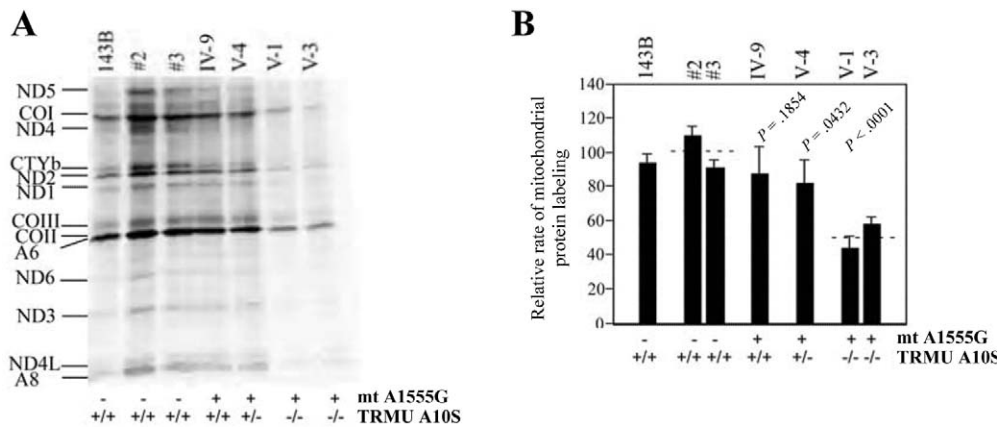 A
143B #2 #3 IV-9 V-4 V-1 V-3
ND5
COI
ND4
CTYb
ND2
ND1
COIII
COII
A6
ND6
ND3
ND4L
A8
- - - + + + + mt A1555G
+/+ +/+ +/+ +/+ +/- -/- -/- TRMU A10S
B
143B #2 #3 IV-9 V-4 V-1 V-3
Relative rate of mitochondrial
protein labeling
140
120
100
80
60
40
20
0
P = .1854
P = .0432
P < .0001
- - - + + + + mt A1555G
+/+ +/+ +/+ +/+ +/- -/- -/- TRMU A10S